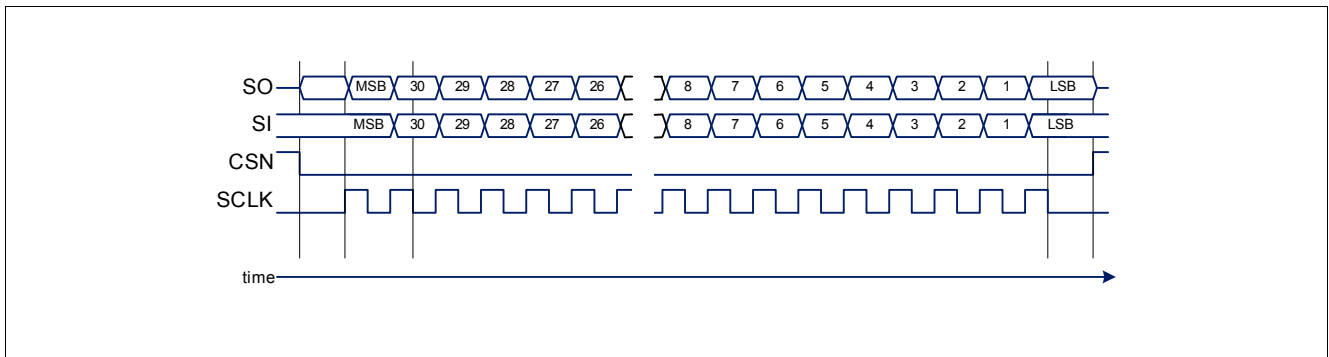 SO MSB 30 29 28 27 26 8 7 6 5 4 3 2 1 LSB
SI MSB 30 29 28 27 26 8 7 6 5 4 3 2 1 LSB
CSN
SCLK
time